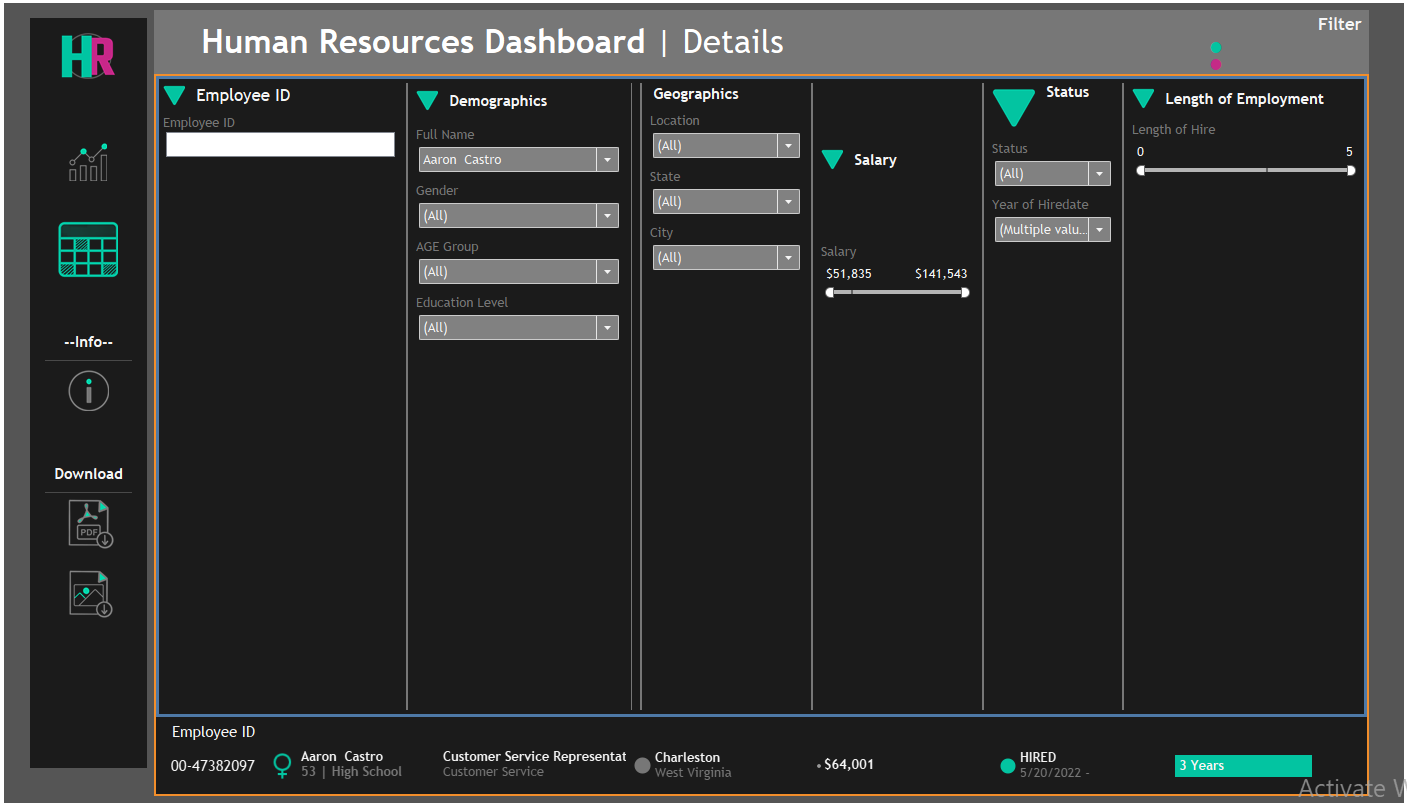 HR
Human Resources Dashboard | Details
Filter
--Info--
Download
PDF
Employee ID
Employee ID
Demographics
Full Name
Aaron  Castro
Gender
(All)
AGE Group
(All)
Education Level
(All)
Geographics
Location
(All)
State
(All)
City
(All)
Salary
Salary
$51,835 $141,543
Status
Status
(All)
Year of Hiredate
(Multiple valu...
Length of Employment
Length of Hire
0 5
Employee ID
00-47382097
Aaron  Castro
53 | High School
Customer Service Representat
Customer Service
Charleston
West Virginia
$64,001
HIRED
5/20/2022 -
3 Years
Activate W